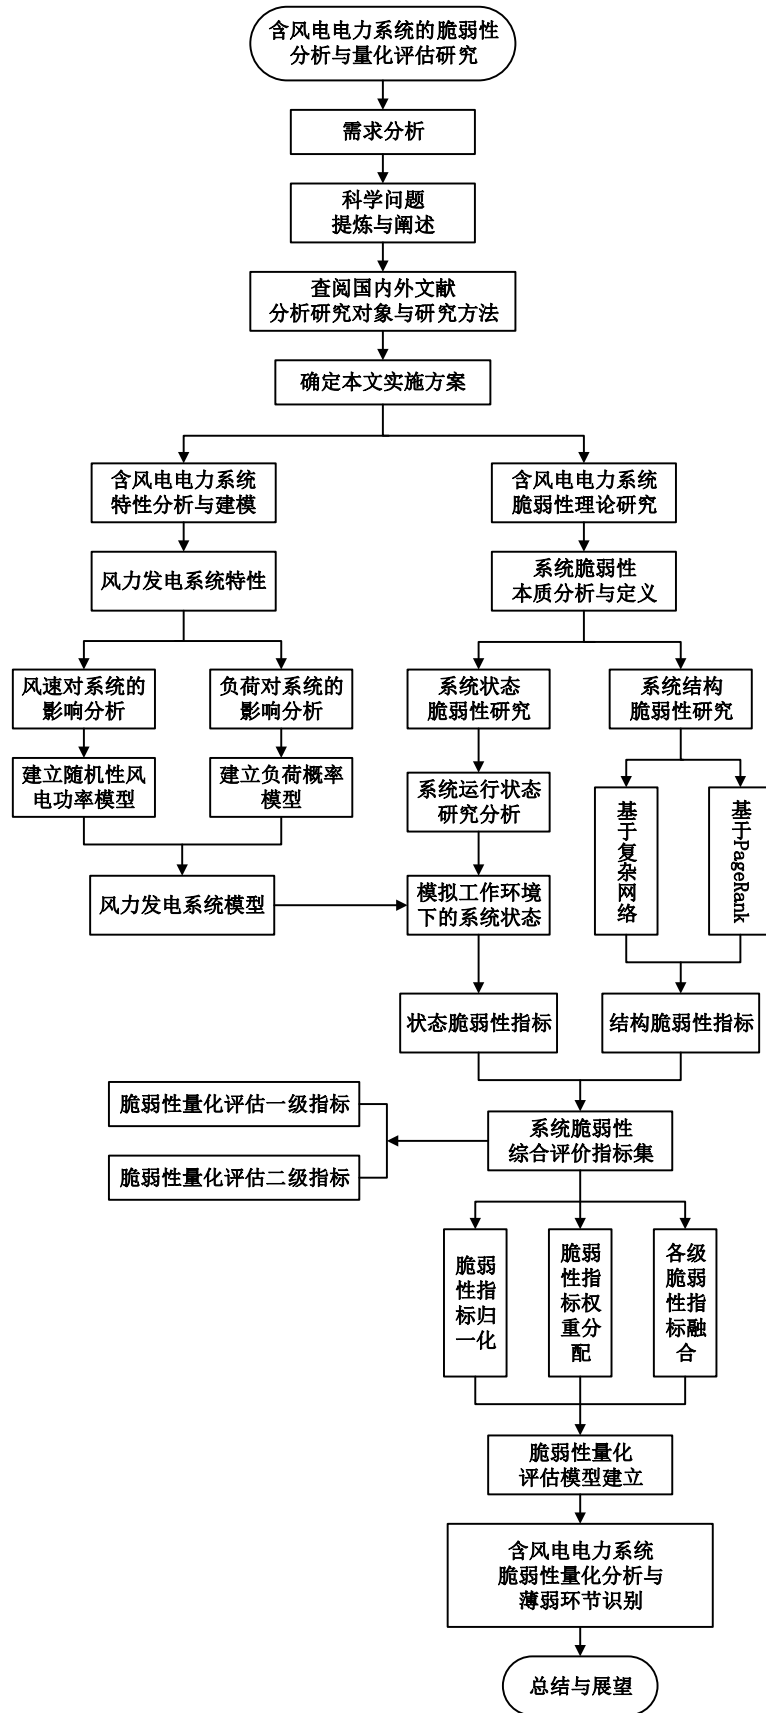 含风电电力系统的脆弱性
分析与量化评估研究
需求分析
科学问题
提炼与阐述
查阅国内外文献
分析研究对象与研究方法
确定本文实施方案
含风电电力系统
特性分析与建模
含风电电力系统
脆弱性理论研究
风力发电系统特性
系统脆弱性
本质分析与定义
风速对系统的
影响分析
负荷对系统的
影响分析
系统状态
脆弱性研究
系统结构
脆弱性研究
建立随机性风
电功率模型
建立负荷概率
模型
系统运行状态
研究分析
基于复杂网络
基于PageRank
风力发电系统模型
模拟工作环境
下的系统状态
状态脆弱性指标
结构脆弱性指标
脆弱性量化评估一级指标
脆弱性量化评估二级指标
系统脆弱性
综合评价指标集
脆弱
性指
标归
一化
脆弱
性指
标权
重分
配
各级
脆弱
性指
标融
合
脆弱性量化
评估模型建立
含风电电力系统
脆弱性量化分析与
薄弱环节识别
总结与展望